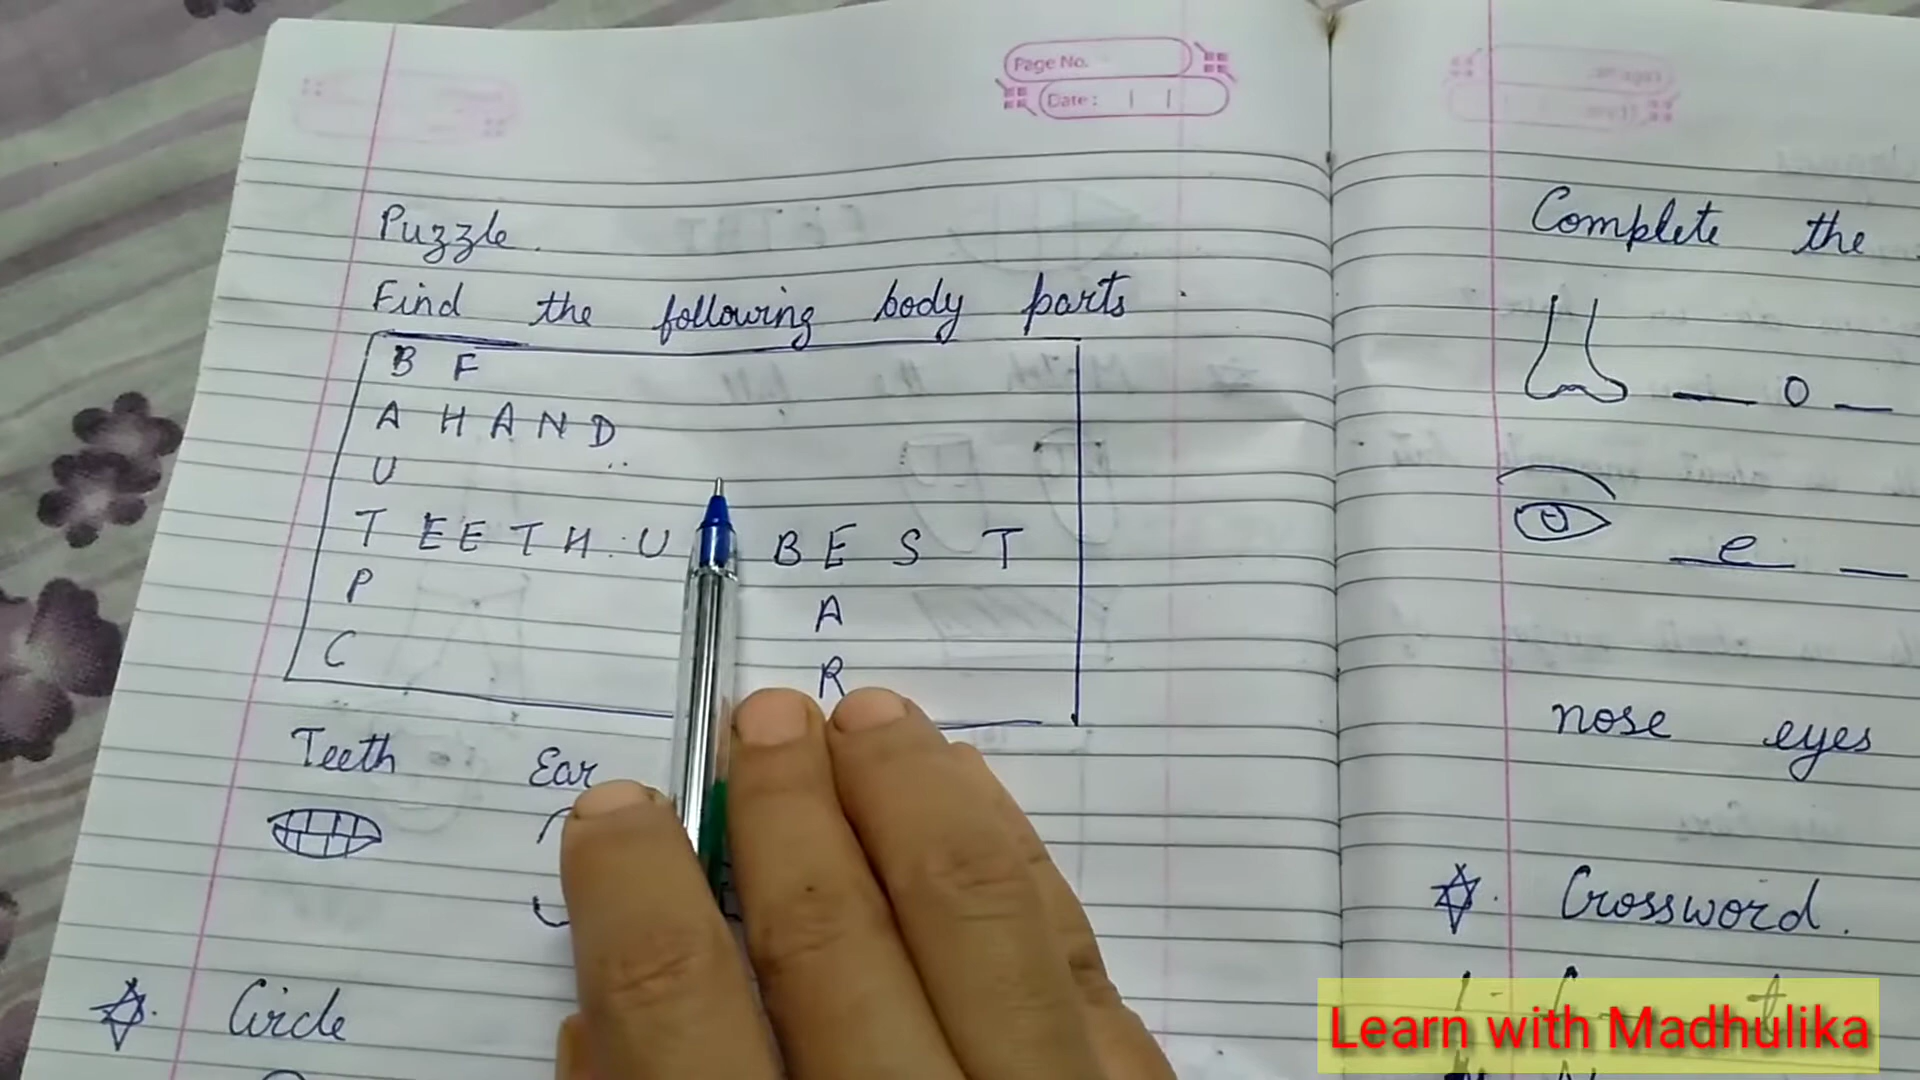 Page No.
Date :
Puzzle.
Find the following body parts
B F
A H A N D
U
T E E T H U B E S T
P A
C R
Teeth Ear
Circle
Complete the
o
e
nose eyes
Crossword.
Learn with Madhulika